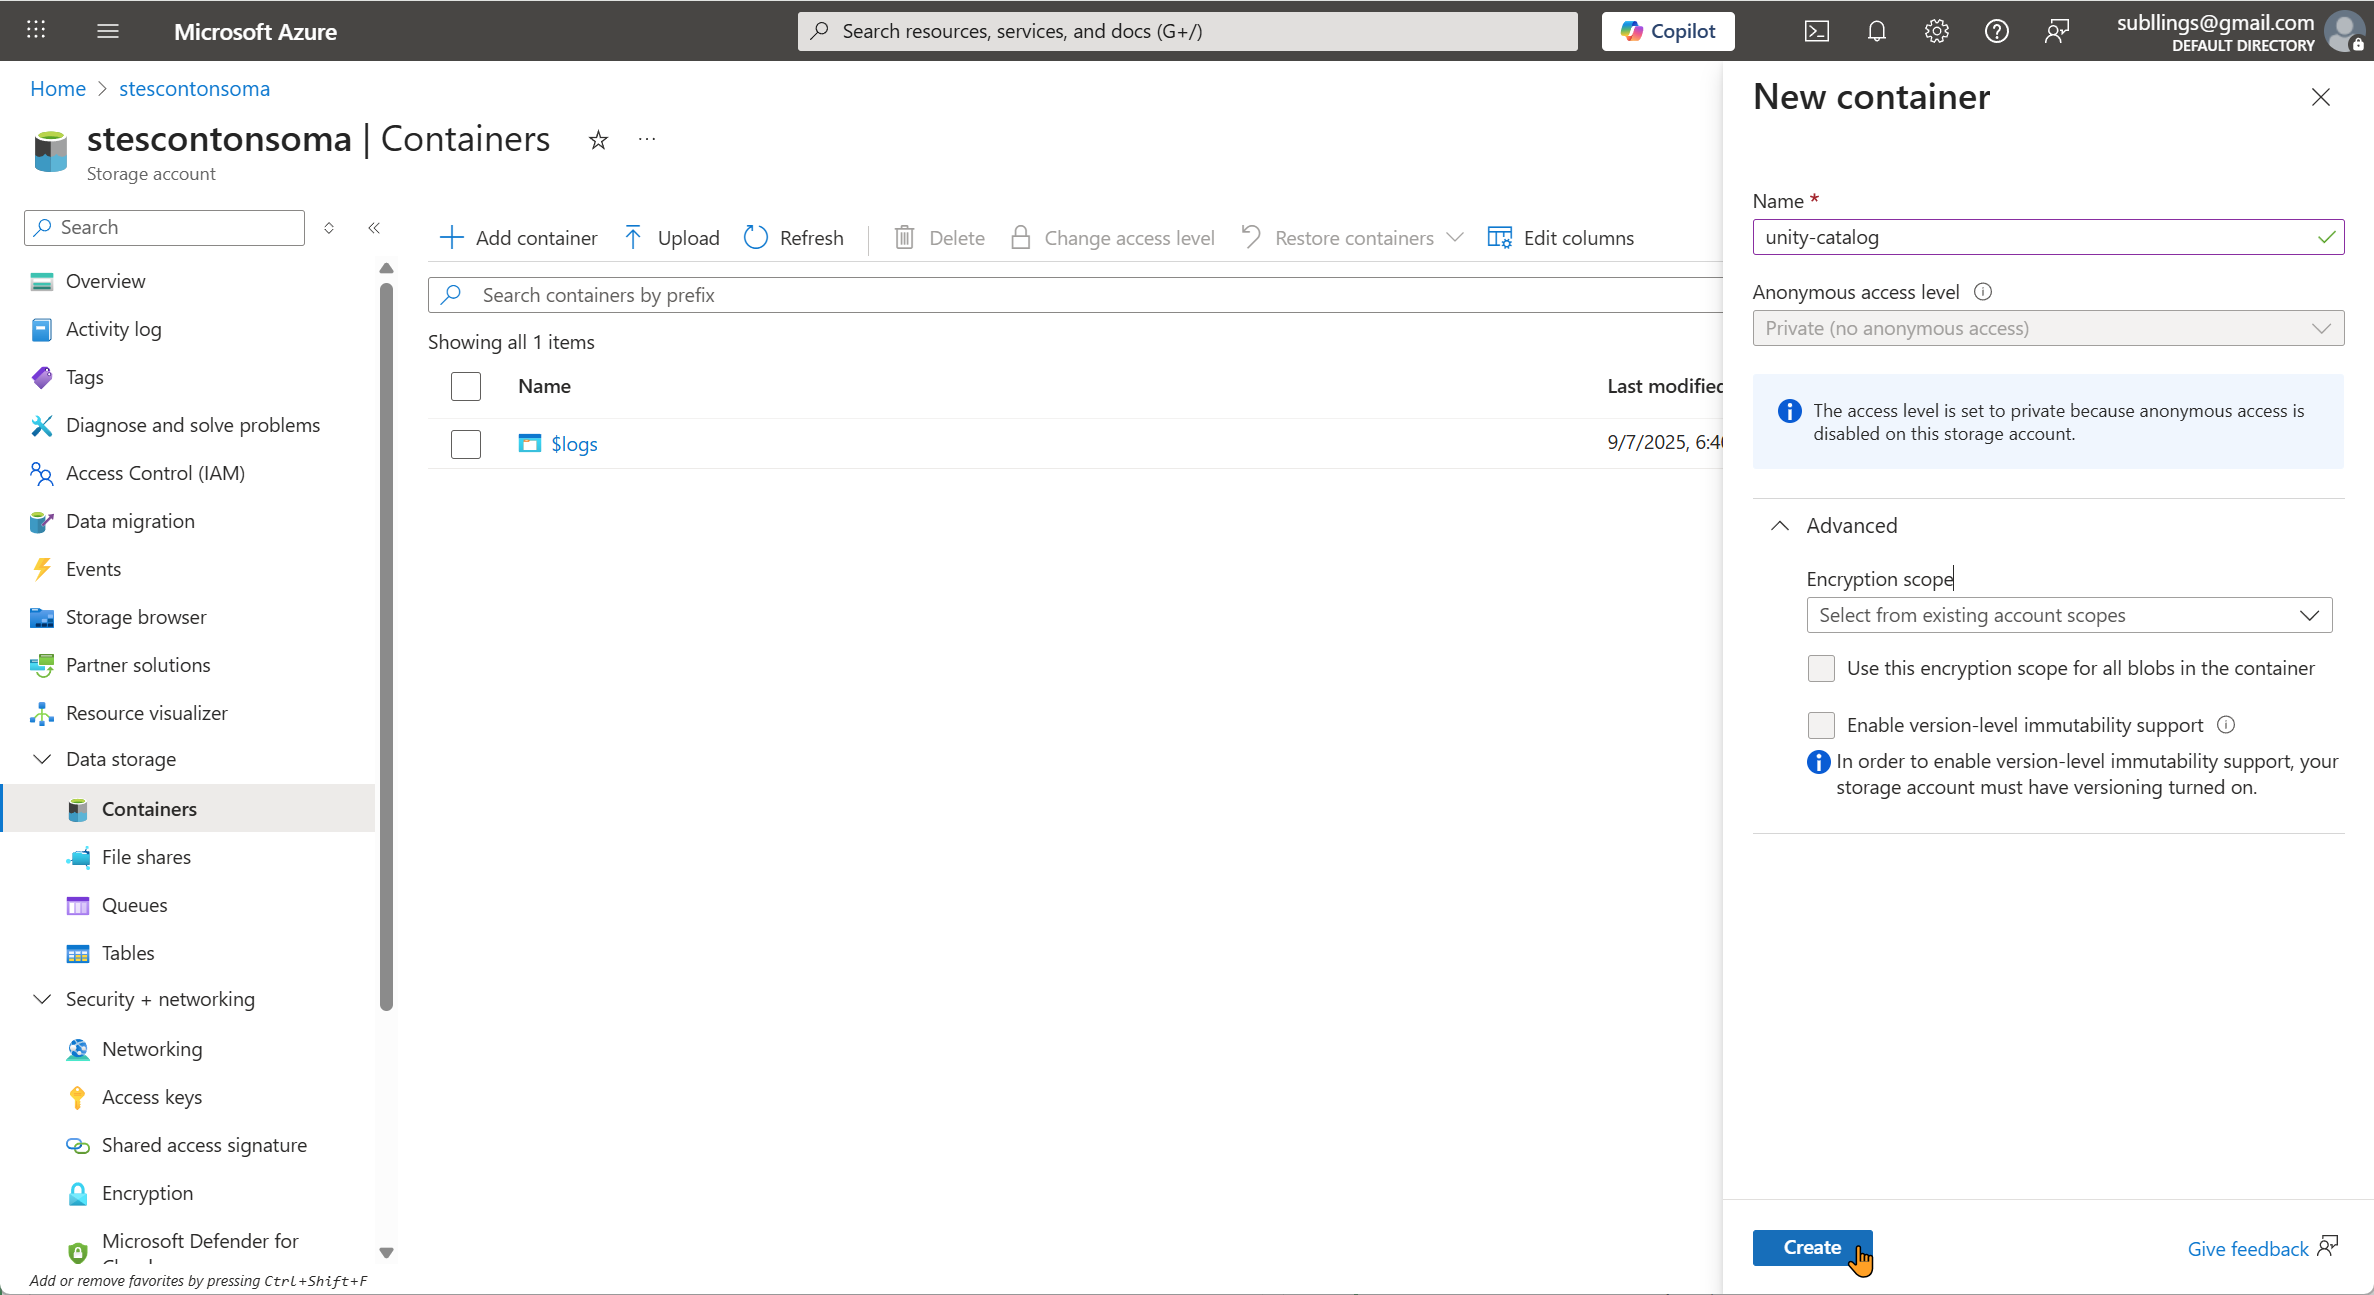 Microsoft Azure
Search resources, services, and docs (G+/)
Copilot
subllings@gmail.com
DEFAULT DIRECTORY
Home > stescontonsoma
stescontonsoma | Containers
Storage account
Search
Overview
Activity log
Tags
Diagnose and solve problems
Access Control (IAM)
Data migration
Events
Storage browser
Partner solutions
Resource visualizer
Data storage
Containers
File shares
Queues
Tables
Security + networking
Networking
Access keys
Shared access signature
Encryption
Microsoft Defender for
Add or remove favorites by pressing Ctrl+Shift+F
Add container Upload Refresh Delete Change access level Restore containers Edit columns
Search containers by prefix
Showing all 1 items
Name Last modified
$logs 9/7/2025, 6:4
New container
Name *
unity-catalog
Anonymous access level
Private (no anonymous access)
The access level is set to private because anonymous access is
disabled on this storage account.
Advanced
Encryption scope
Select from existing account scopes
Use this encryption scope for all blobs in the container
Enable version-level immutability support
In order to enable version-level immutability support, your
storage account must have versioning turned on.
Create
Give feedback